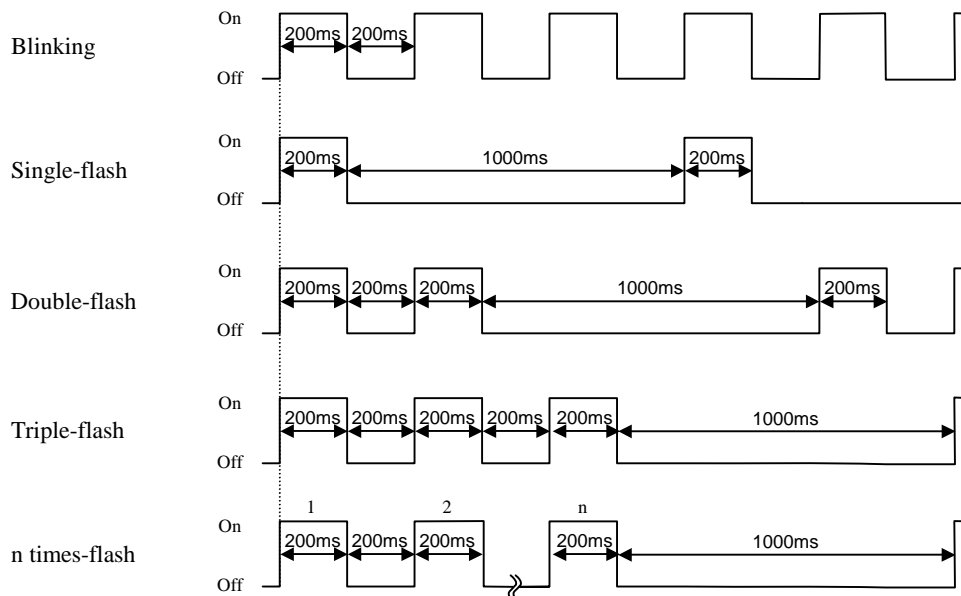 On
Blinking
200ms 200ms
Off
On
Single-flash
200ms 1000ms 200ms
Off
On
Double-flash
200ms 200ms 200ms 1000ms 200ms
Off
On
Triple-flash
200ms 200ms 200ms 200ms 200ms 1000ms
Off
1 2 n
On
n times-flash
200ms 200ms 200ms 200ms 1000ms
Off